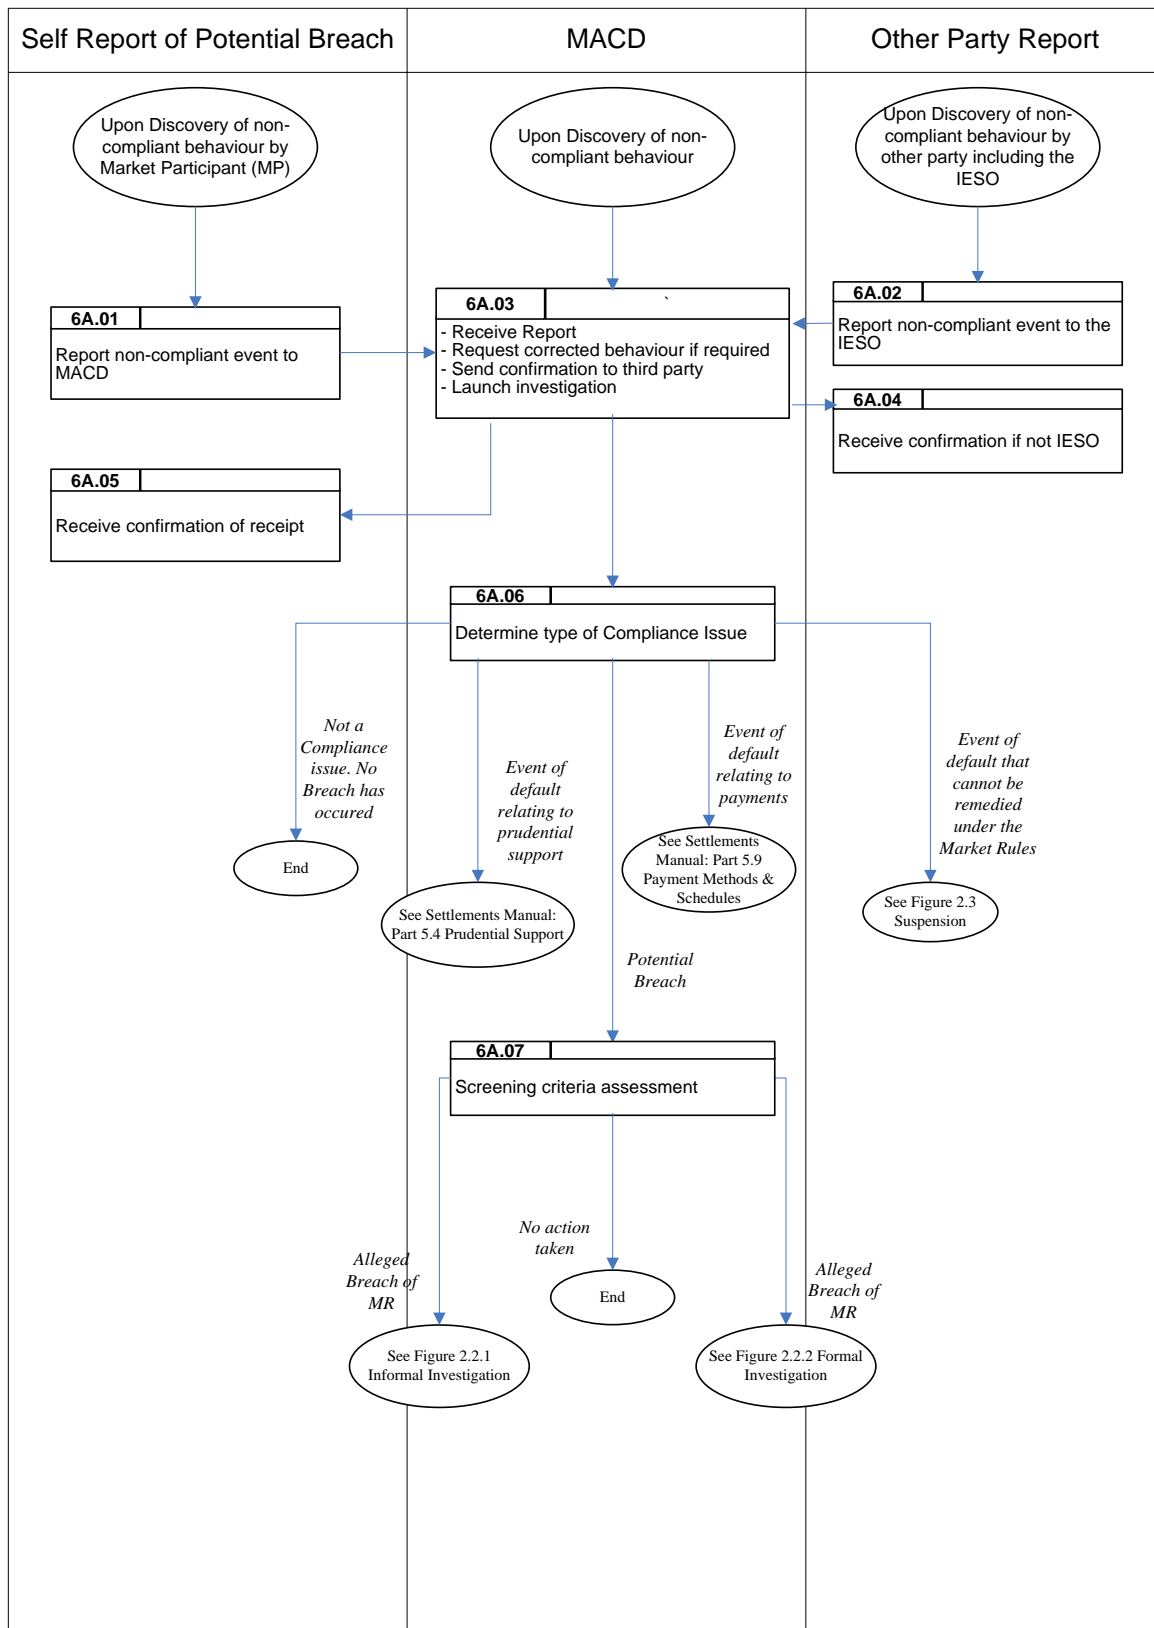 Self Report of Potential Breach
MACD
Other Party Report
Upon Discovery of non-
compliant behaviour by
Market Participant (MP)
Upon Discovery of non-
compliant behaviour
Upon Discovery of non-
compliant behaviour by
other party including the
IESO
6A.01
Report non-compliant event to
MACD
6A.03
`
- Receive Report
- Request corrected behaviour if required
- Send confirmation to third party
- Launch investigation
6A.02
Report non-compliant event to the
IESO
6A.04
Receive confirmation if not IESO
6A.05
Receive confirmation of receipt
6A.06
Determine type of Compliance Issue
Not a
Compliance
issue. No
Breach has
occured
End
Event of
default
relating to
prudential
support
See Settlements Manual:
Part 5.4 Prudential Support
Event of
default
relating to
payments
See Settlements
Manual: Part 5.9
Payment Methods &
Schedules
Event of
default that
cannot be
remedied
under the
Market Rules
See Figure 2.3
Suspension
Potential
Breach
6A.07
Screening criteria assessment
Alleged
Breach of
MR
See Figure 2.2.1
Informal Investigation
No action
taken
End
Alleged
Breach of
MR
See Figure 2.2.2 Formal
Investigation